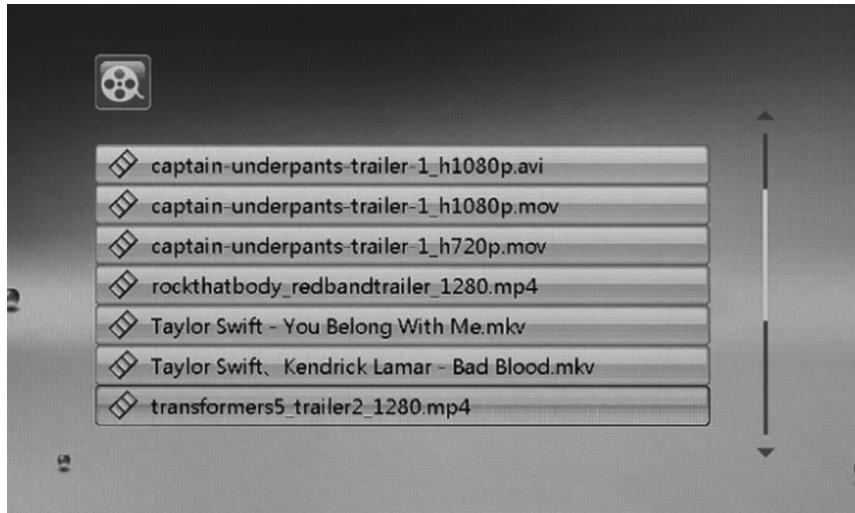 captain-underpants-trailer-1_h1080p.avi
captain-underpants-trailer-1_h1080p.mov
captain-underpants-trailer-1_h720p.mov
rockthatbody_redbandtrailer_1280.mp4
Taylor Swift - You Belong With Me.mkv
Taylor Swift、Kendrick Lamar - Bad Blood.mkv
transformers5_trailer2_1280.mp4